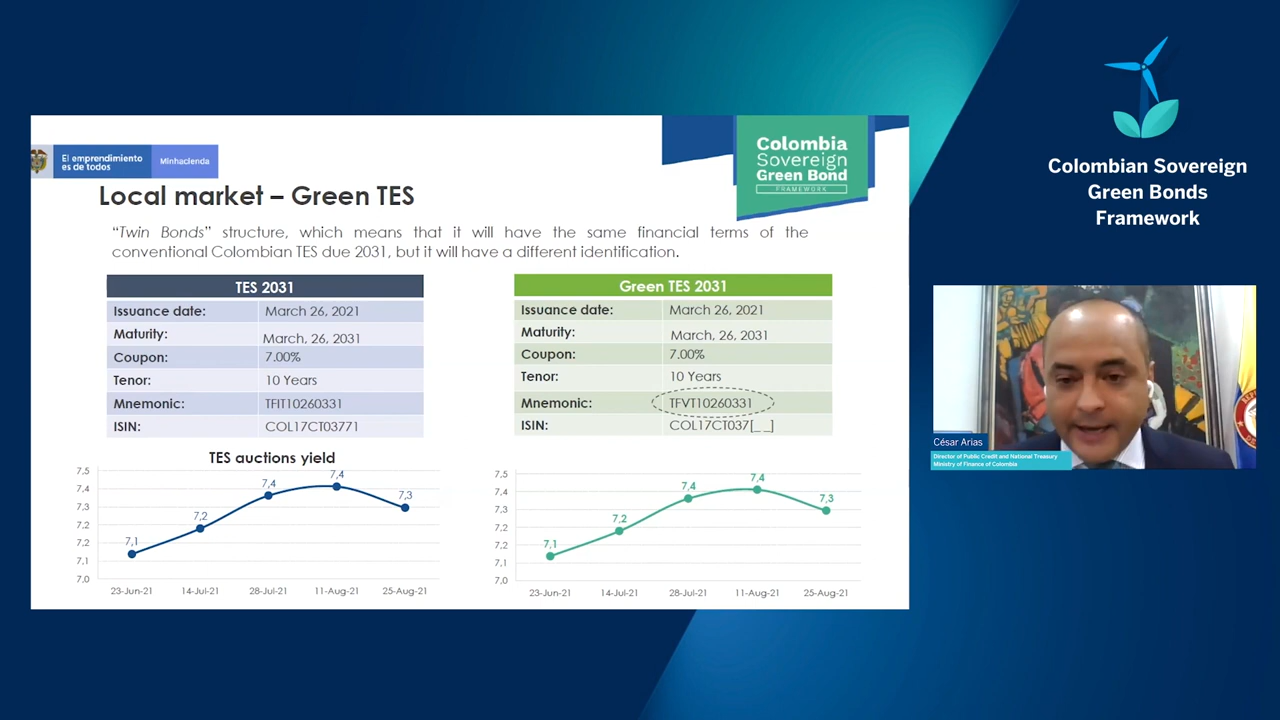 El emprendimiento
es de todos
Minhacienda
Colombia
Sovereign
Green Bond
FRAMEWORK
Local market – Green TES
“Twin Bonds” structure, which means that it will have the same financial terms of the
conventional Colombian TES due 2031, but it will have a different identification.
TES 2031
Issuance date: March 26, 2021
Maturity: March, 26, 2031
Coupon: 7.00%
Tenor: 10 Years
Mnemonic: TFIT10260331
ISIN: COL17CT03771
Green TES 2031
Issuance date: March 26, 2021
Maturity: March, 26, 2031
Coupon: 7.00%
Tenor: 10 Years
Mnemonic: TFVT10260331
ISIN: COL17CT037[_ _]
TES auctions yield
7,5
7,4
7,3
7,2
7,2
7,1
7,0
7,1
7,2
7,4
7,4
7,3
23-Jun-21 14-Jul-21 28-Jul-21 11-Aug-21 25-Aug-21
7,5
7,4
7,3
7,2
7,2
7,1
7,0
7,1
7,2
7,4
7,4
7,3
23-Jun-21 14-Jul-21 28-Jul-21 11-Aug-21 25-Aug-21
Colombian Sovereign
Green Bonds
Framework
César Arias
Director of Public Credit and National Treasury
Ministry of Finance of Colombia